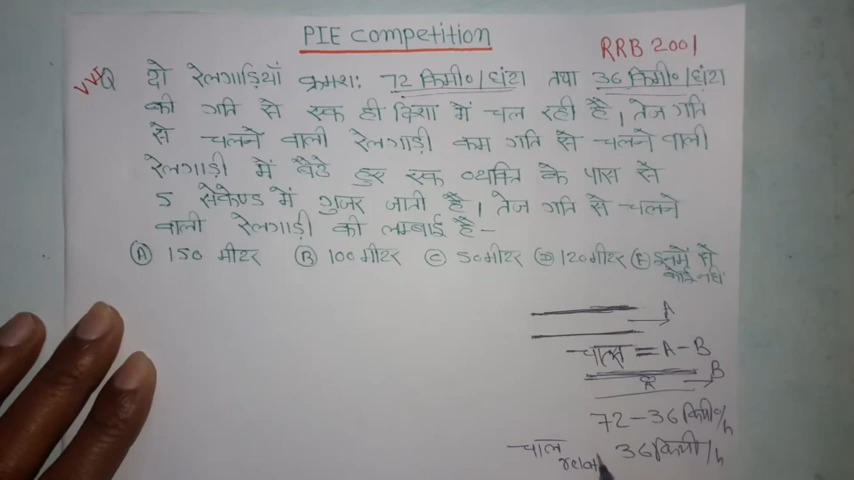 PIE competition
RRB 2001
VVI Q दो रेलगाड़ियाँ क्रमशः 72 किमी०/घंटा तथा 36 किमी०/घंटा
की गति से एक ही दिशा में चल रही हैं। तेज गति
से चलने वाली रेलगाड़ी कम गति से चलने वाली
रेलगाड़ी में बैठे हुए एक व्यक्ति के पास से
5 सेकेण्ड में गुजर जाती है। तेज गति से चलने
वाली रेलगाड़ी की लम्बाई है-
(A) 150 मीटर (B) 100 मीटर (C) 50 मीटर (D) 120 मीटर (E) इनमें से
कोई नहीं
A
चाल = A - B
B
72 - 36 किमी०/h
चाल relat 36 किमी/h